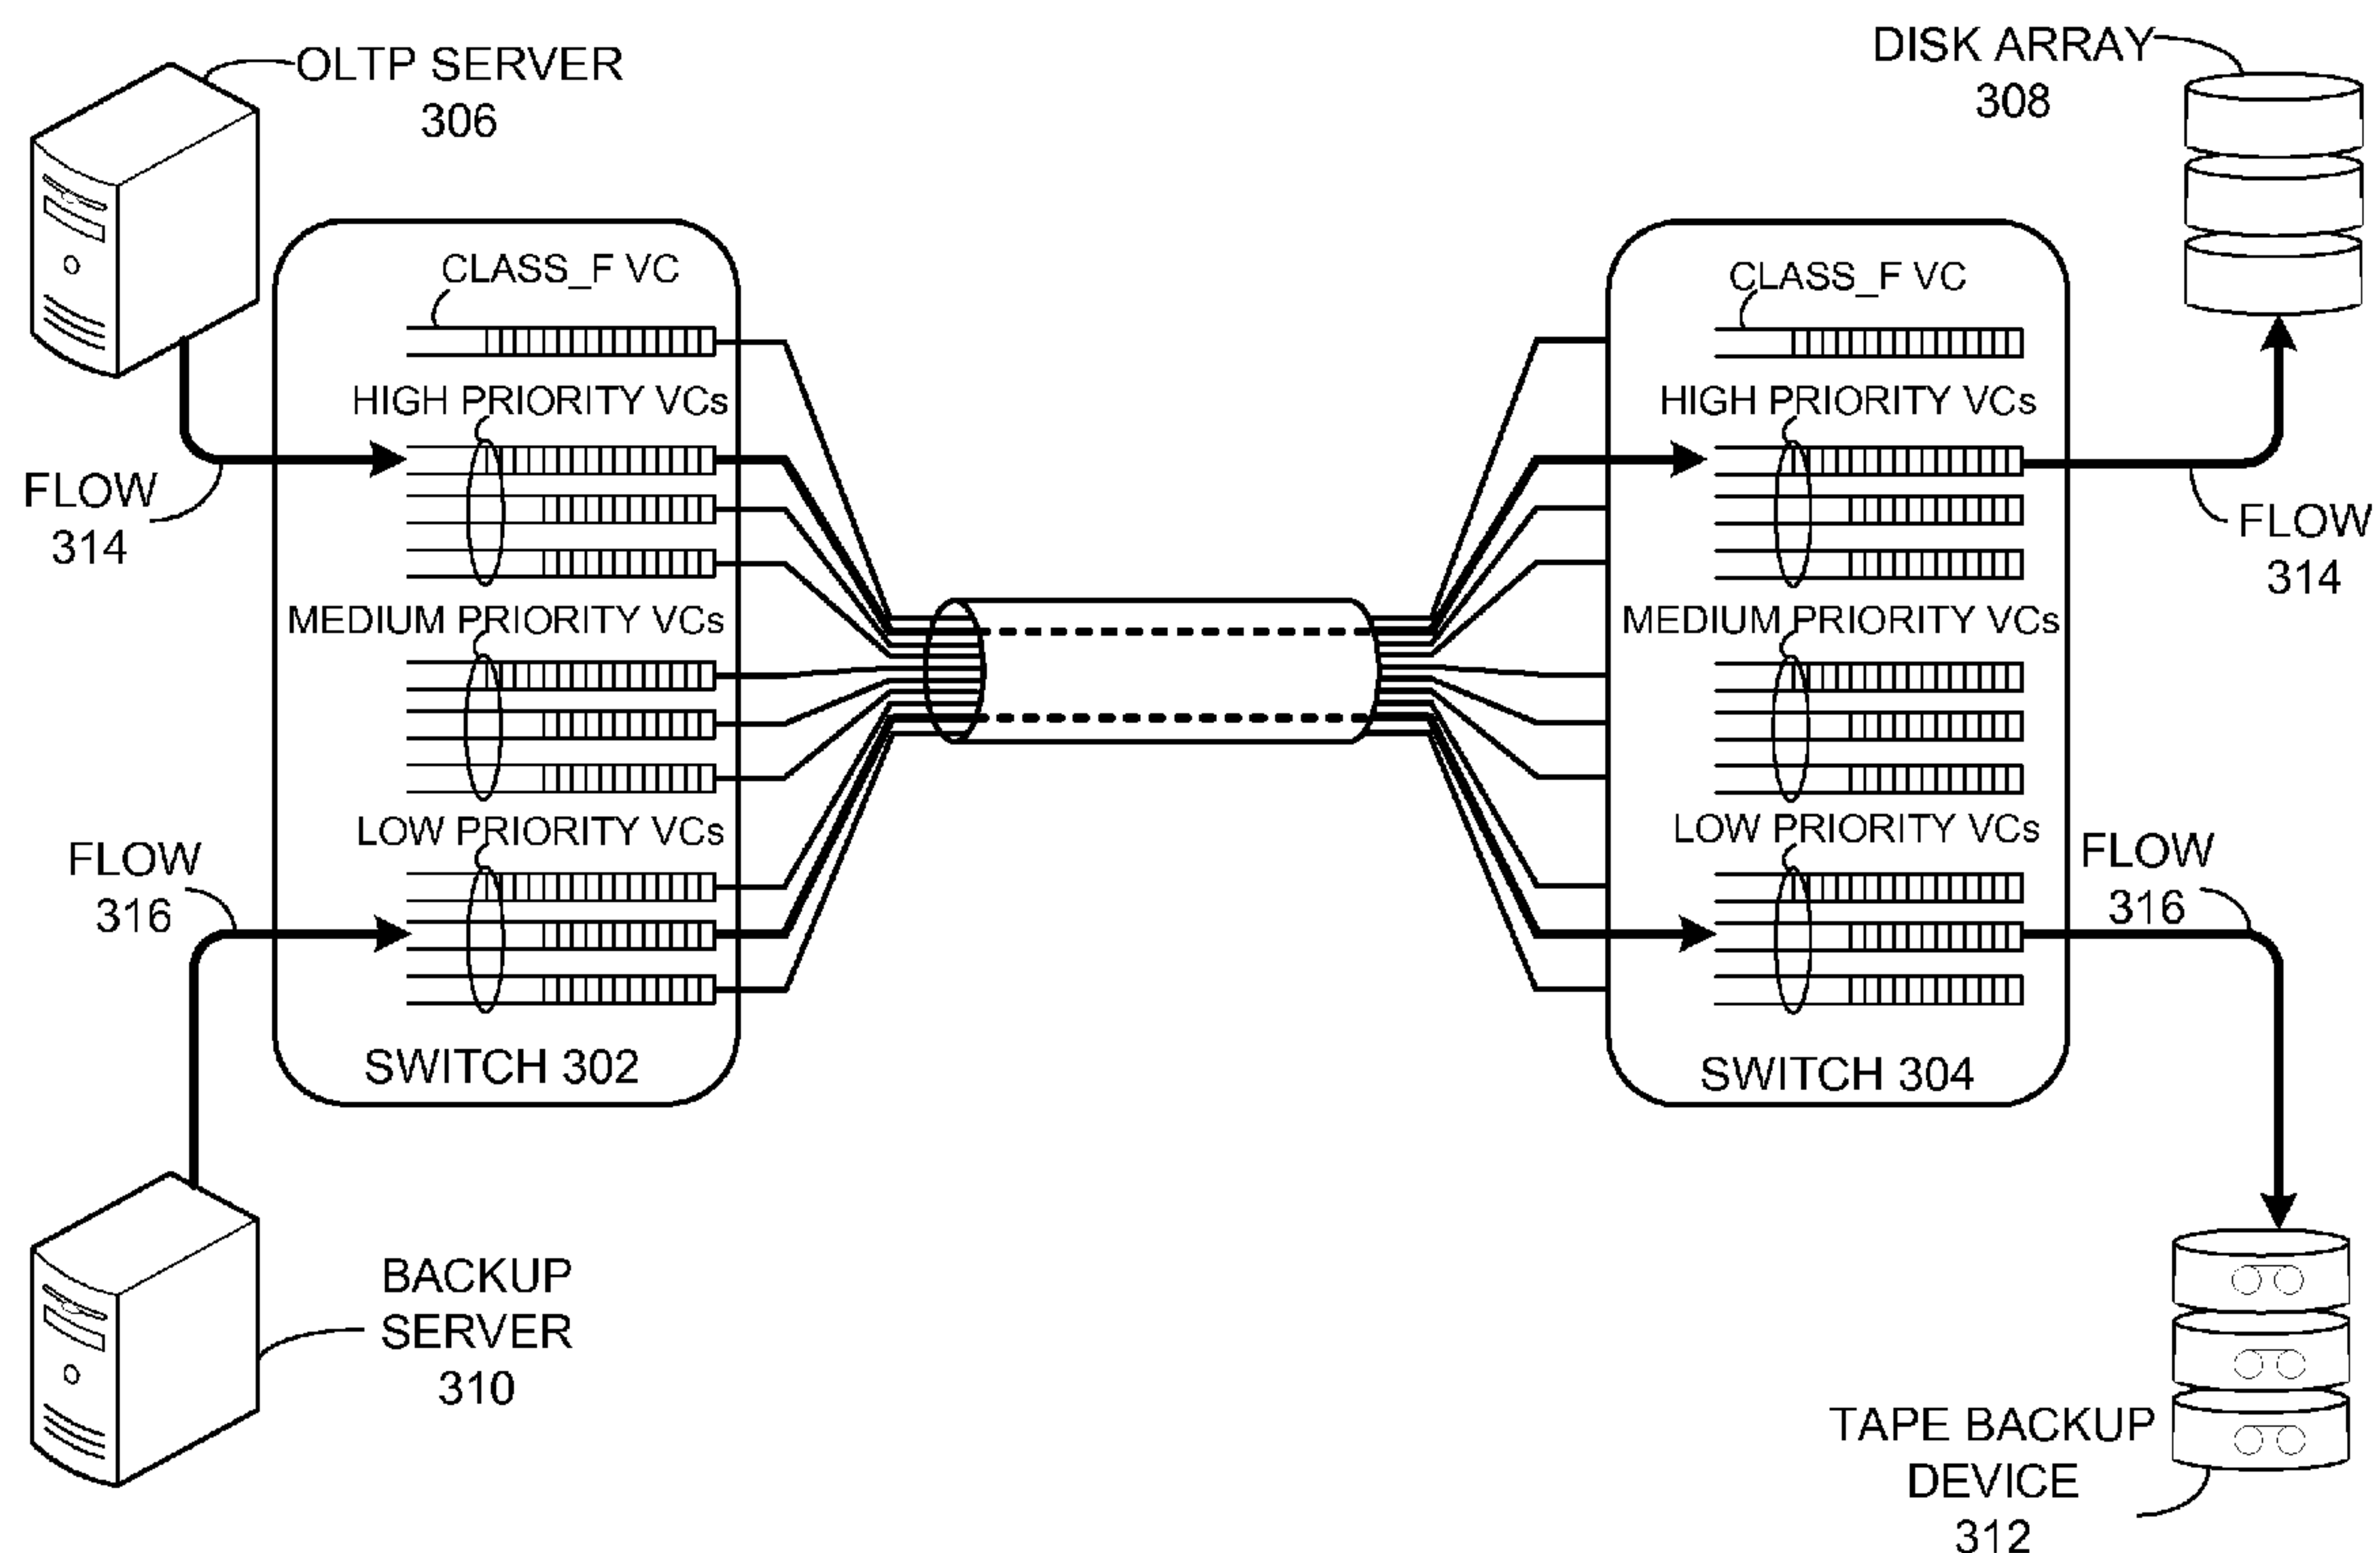 OLTP SERVER
306
DISK ARRAY
308
CLASS_F VC
HIGH PRIORITY VCs
MEDIUM PRIORITY VCs
LOW PRIORITY VCs
SWITCH 302
FLOW
314
FLOW
316
CLASS_F VC
HIGH PRIORITY VCs
MEDIUM PRIORITY VCs
LOW PRIORITY VCs
SWITCH 304
FLOW
314
FLOW
316
BACKUP
SERVER
310
TAPE BACKUP
DEVICE
312